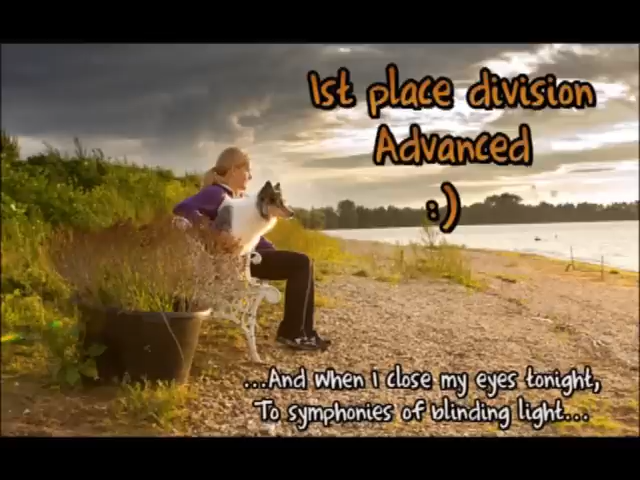 1st place division
Advanced
:)
...And when i close my eyes tonight,
To symphonies of blinding light...